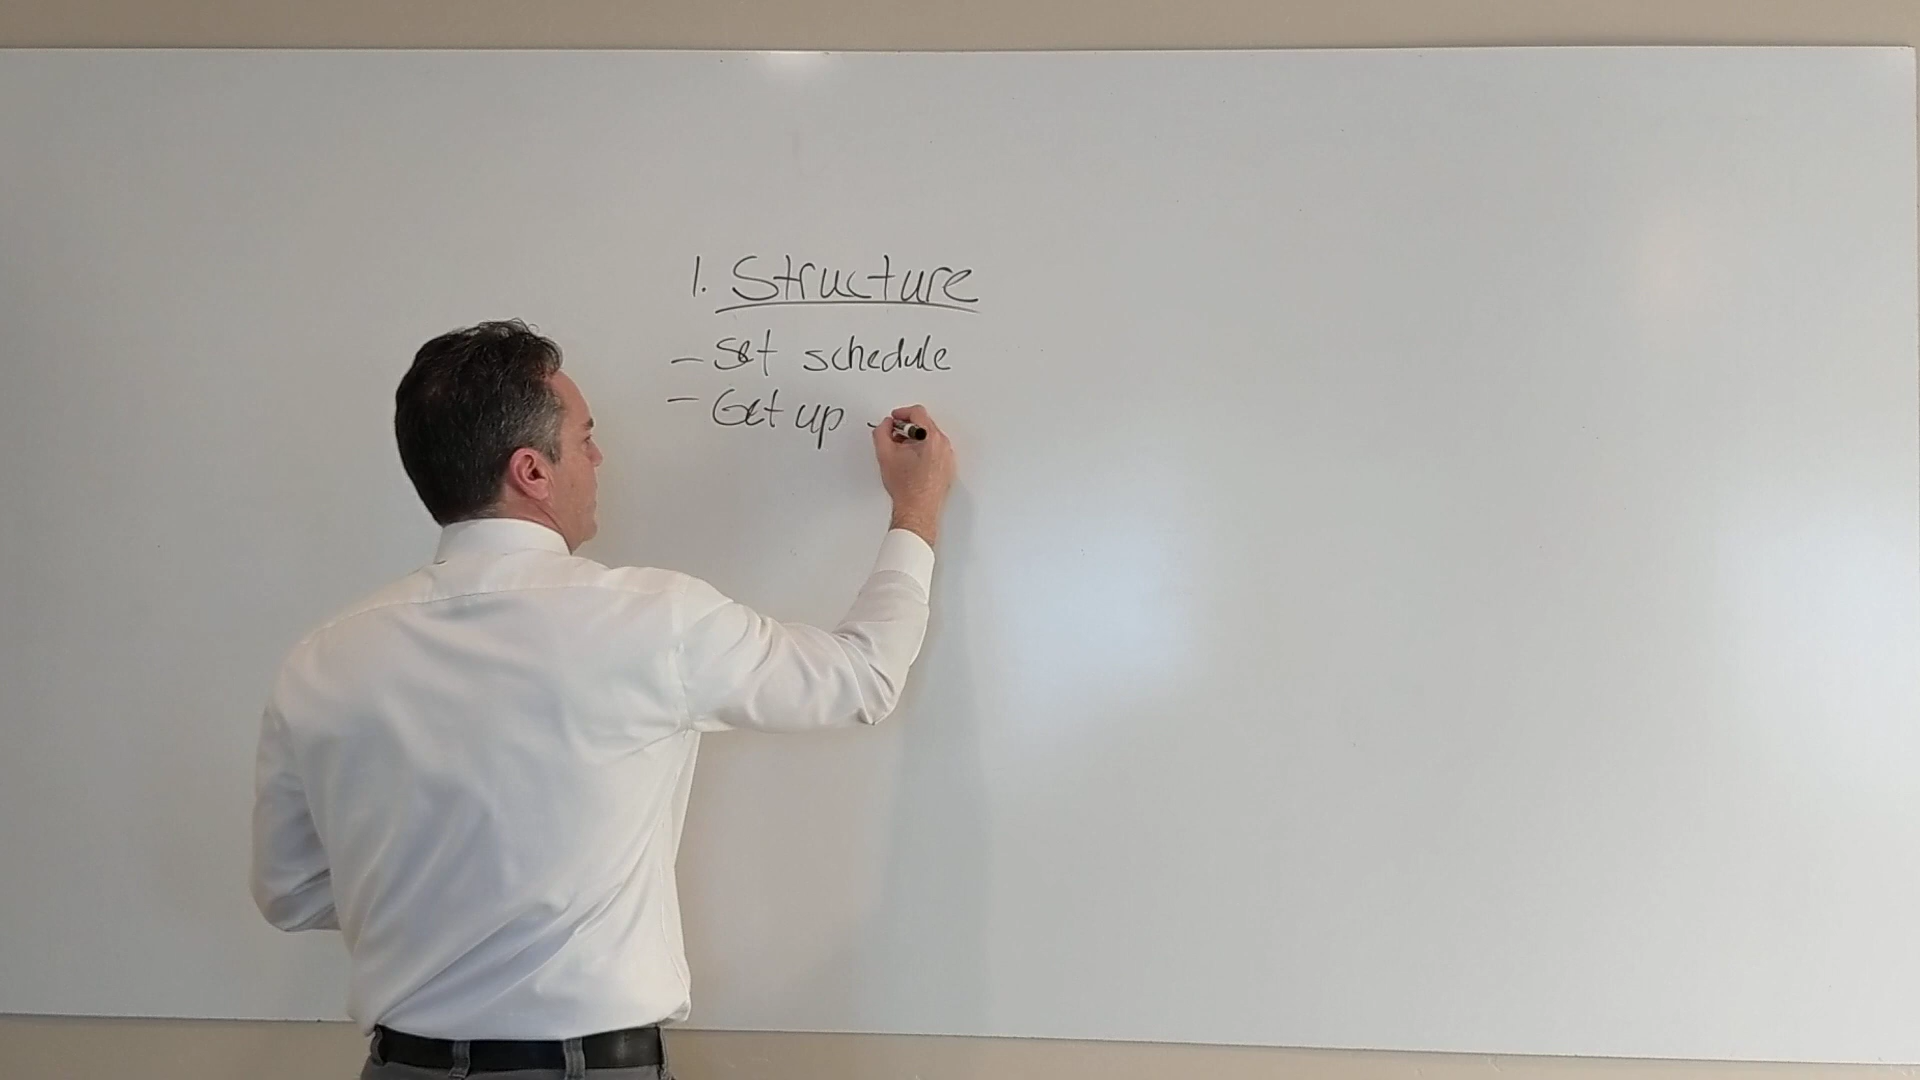 1. Structure
- Set schedule
- Get up